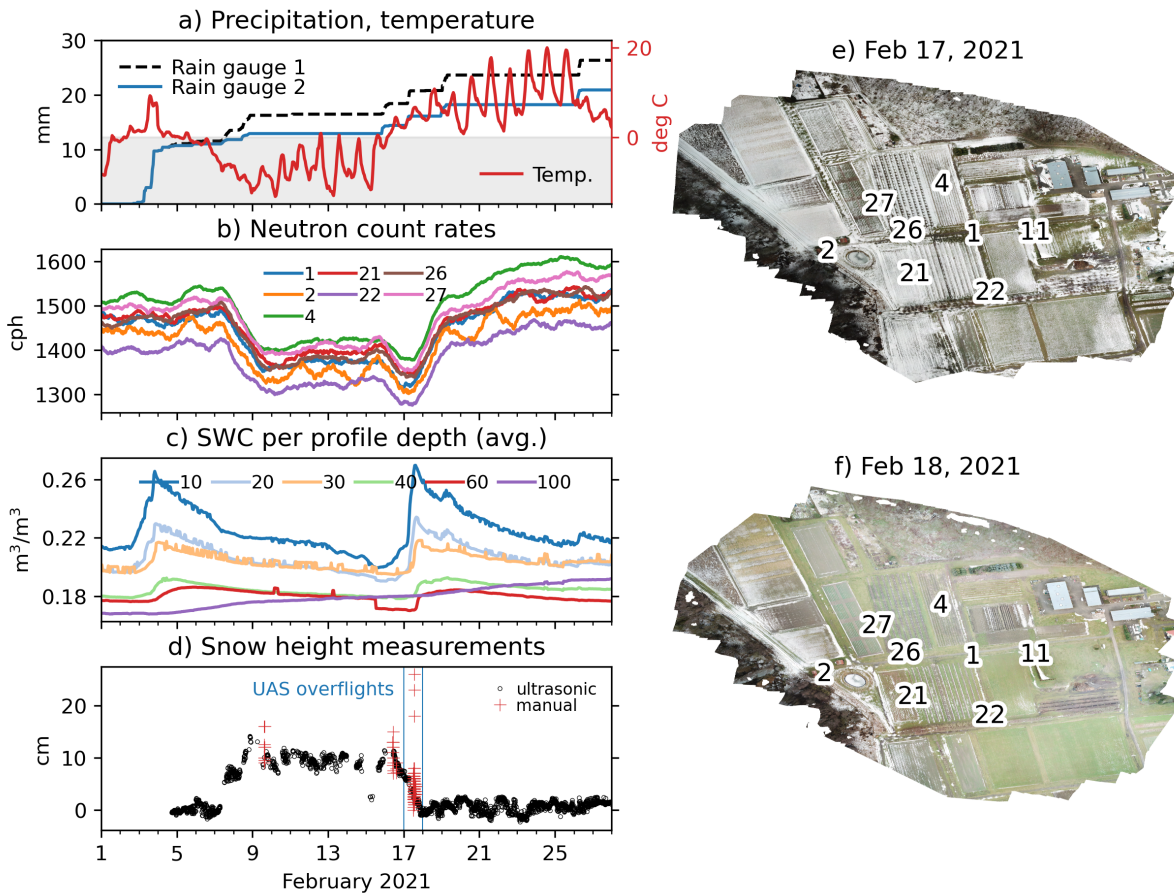 a) Precipitation, temperature
30
20
10
0
mm
Rain gauge 1
Rain gauge 2
Temp.
20
0
deg C
b) Neutron count rates
1600
1500
1400
1300
cph
1 21 26
2 22 27
4
c) SWC per profile depth (avg.)
0.26
0.22
0.18
m³/m³
10 20 30 40 60 100
d) Snow height measurements
20
10
0
cm
UAS overflights
ultrasonic
manual
1 5 9 13 17 21 25
February 2021
e) Feb 17, 2021
4
27
26
1
11
2
21
22
f) Feb 18, 2021
4
27
26
1
11
2
21
22